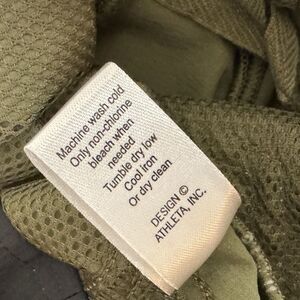 Machine wash cold
Only non-chlorine
bleach when
needed
Tumble dry low
Cool iron
Or dry clean
DESIGN ©
ATHLETA, INC.